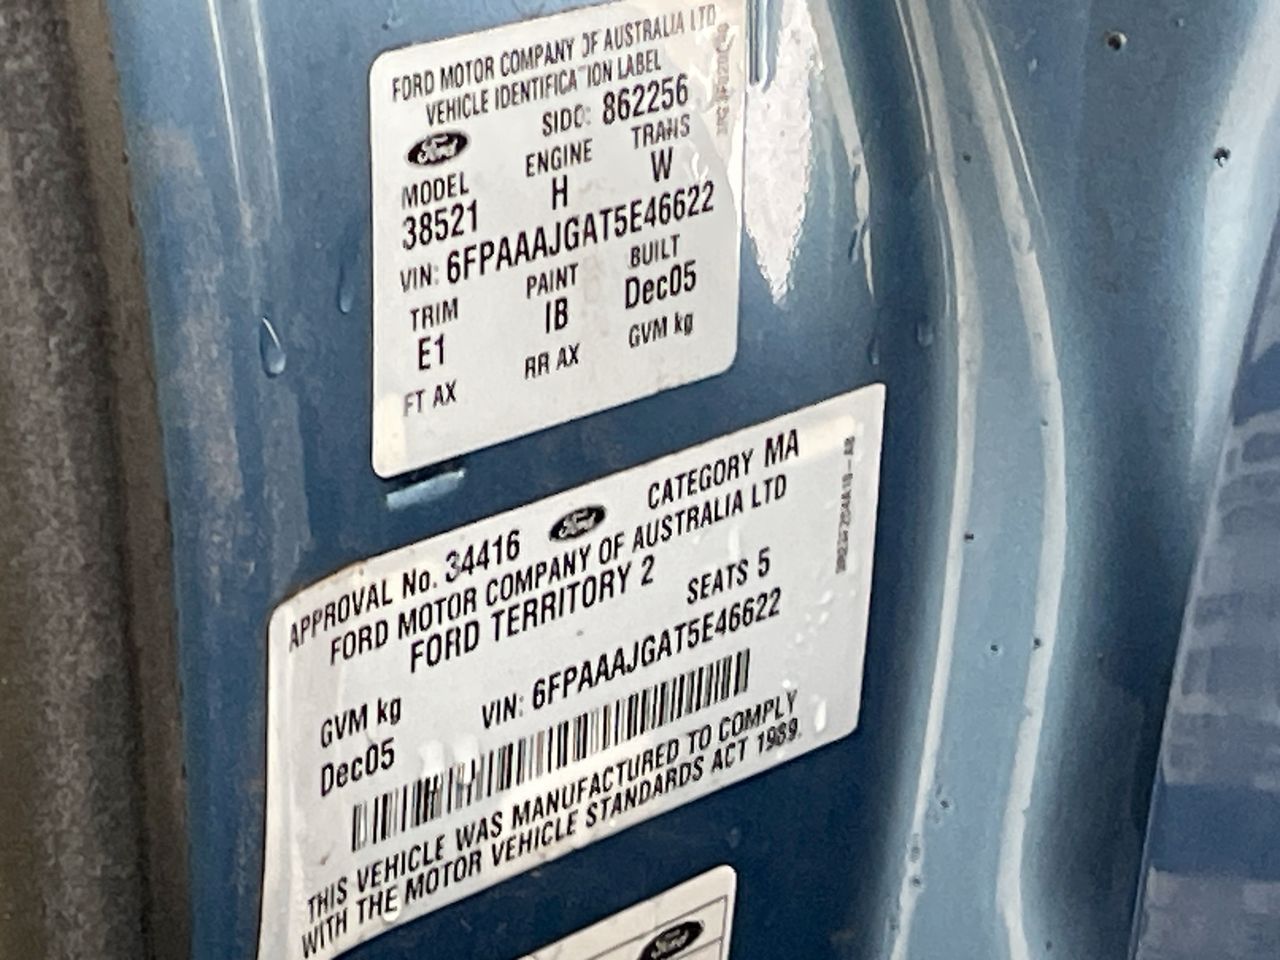 FORD MOTOR COMPANY OF AUSTRALIA LTD
VEHICLE IDENTIFICATION LABEL
Ford SIDC: 862256
MODEL ENGINE TRANS
38521 H W
VIN: 6FPAAAJGAT5E46622
TRIM PAINT BUILT
E1 IB Dec05
FT AX RR AX GVM kg
APPROVAL No. 34416 Ford CATEGORY MA
FORD MOTOR COMPANY OF AUSTRALIA LTD
FORD TERRITORY 2 SEATS 5
GVM kg VIN: 6FPAAAJGAT5E46622
Dec05
THIS VEHICLE WAS MANUFACTURED TO COMPLY
WITH THE MOTOR VEHICLE STANDARDS ACT 1989.
Ford